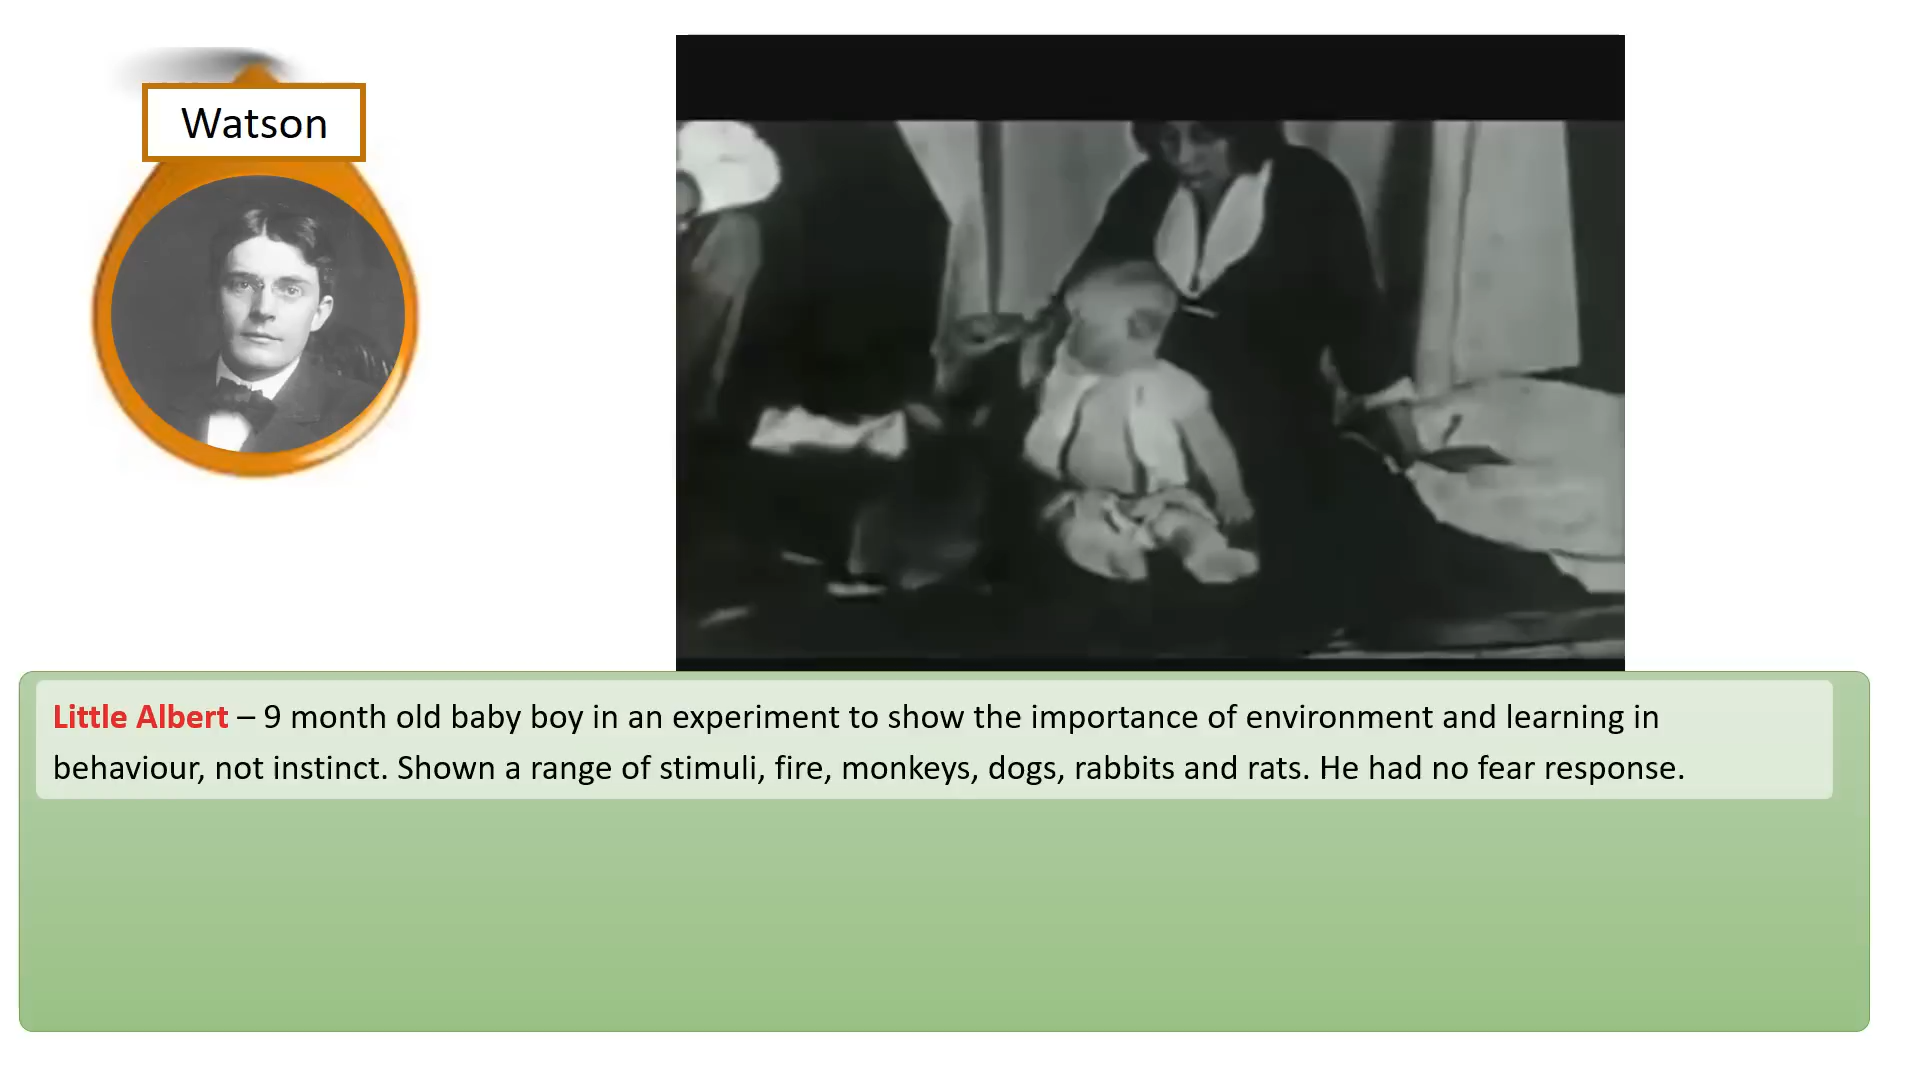 Watson
Little Albert – 9 month old baby boy in an experiment to show the importance of environment and learning in
behaviour, not instinct. Shown a range of stimuli, fire, monkeys, dogs, rabbits and rats. He had no fear response.